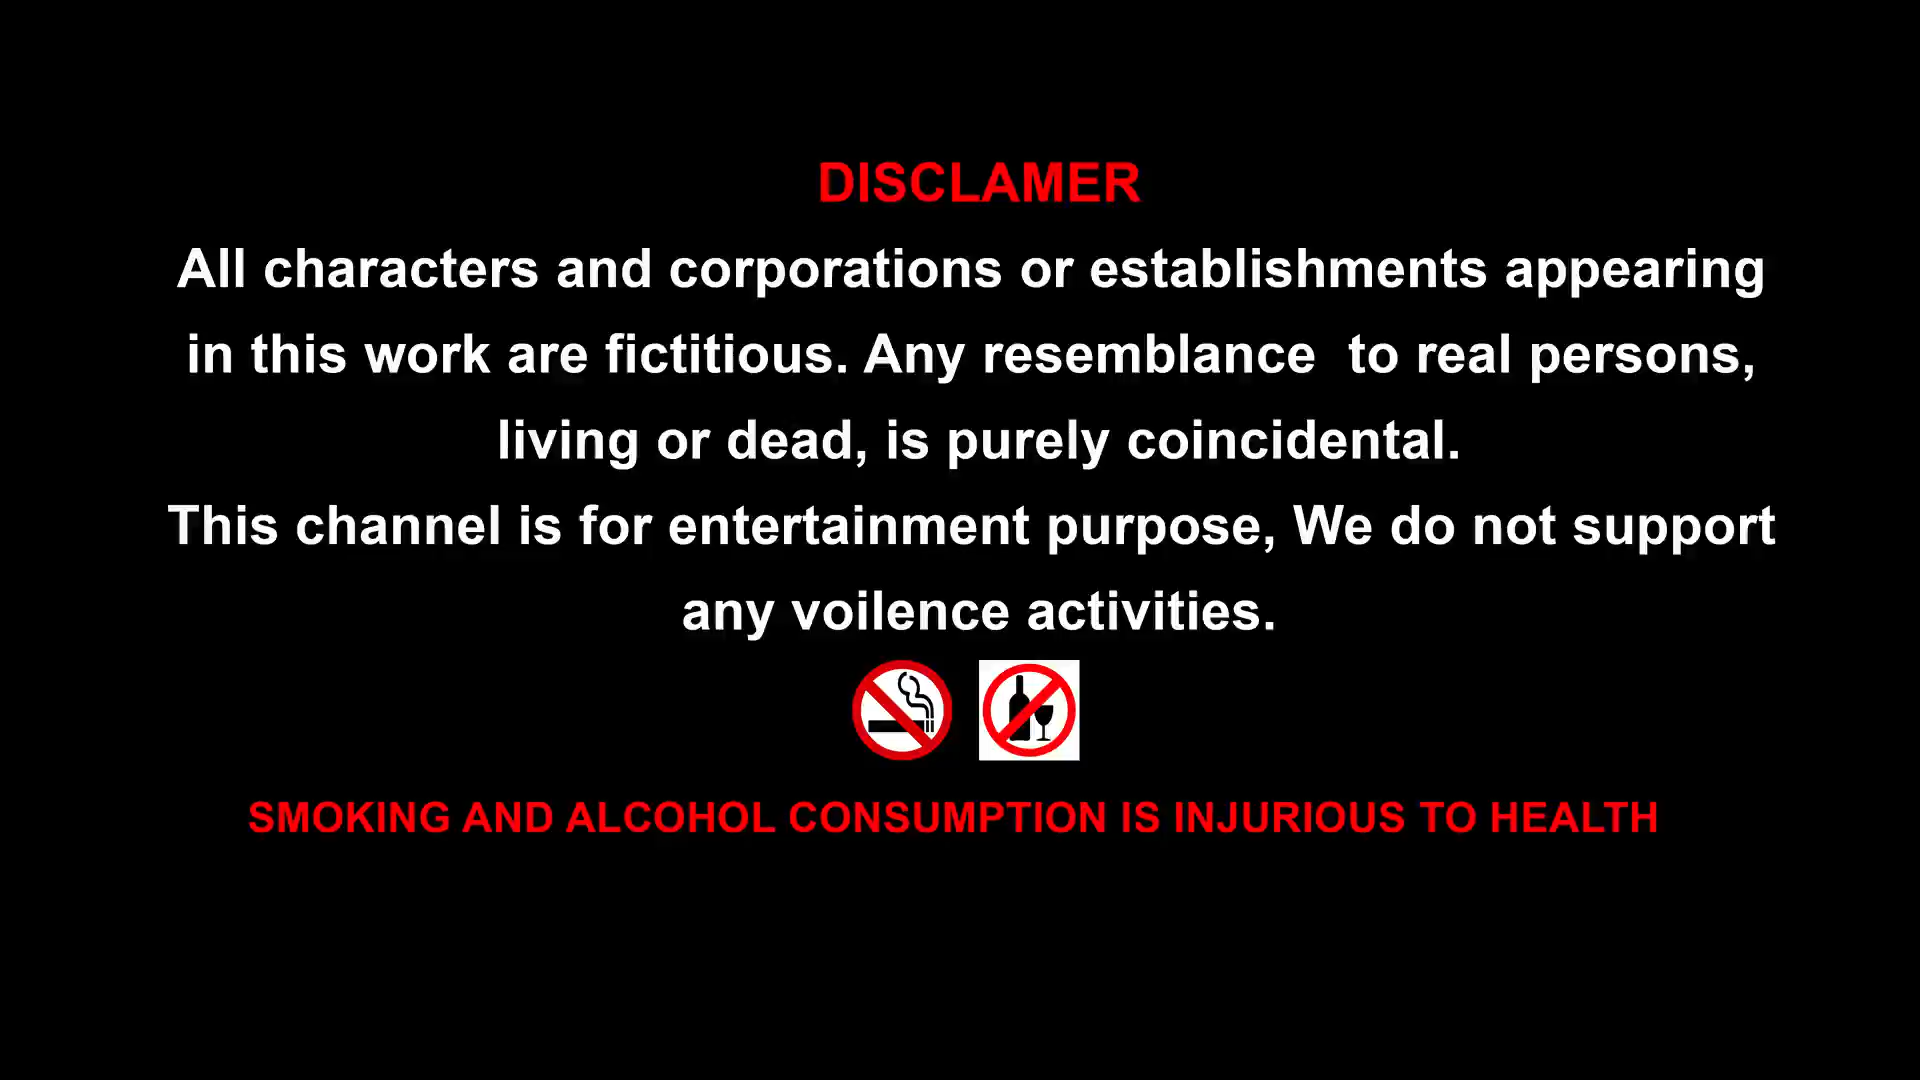 DISCLAMER
All characters and corporations or establishments appearing
in this work are fictitious. Any resemblance  to real persons,
living or dead, is purely coincidental.
This channel is for entertainment purpose, We do not support
any voilence activities.
SMOKING AND ALCOHOL CONSUMPTION IS INJURIOUS TO HEALTH